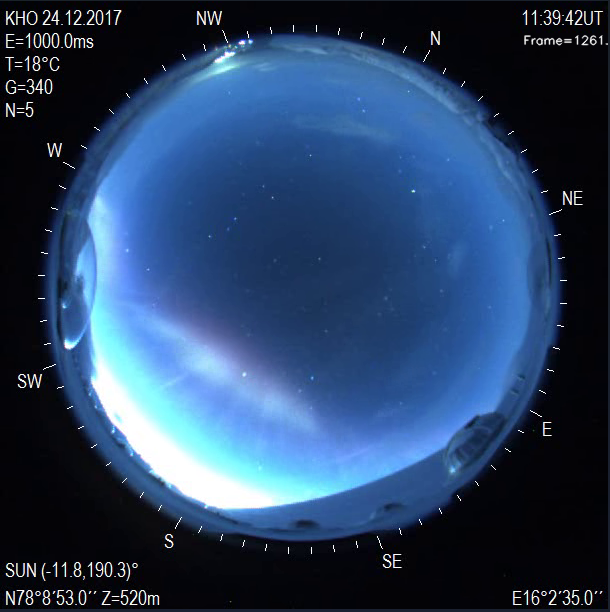 KHO 24.12.2017
E=1000.0ms
T=18°C
G=340
N=5
11:39:42UT
Frame=1261.
NW
N
W
NE
SW
E
S
SE
SUN (-11.8,190.3)°
N78°8'53.0'' Z=520m
E16°2'35.0''